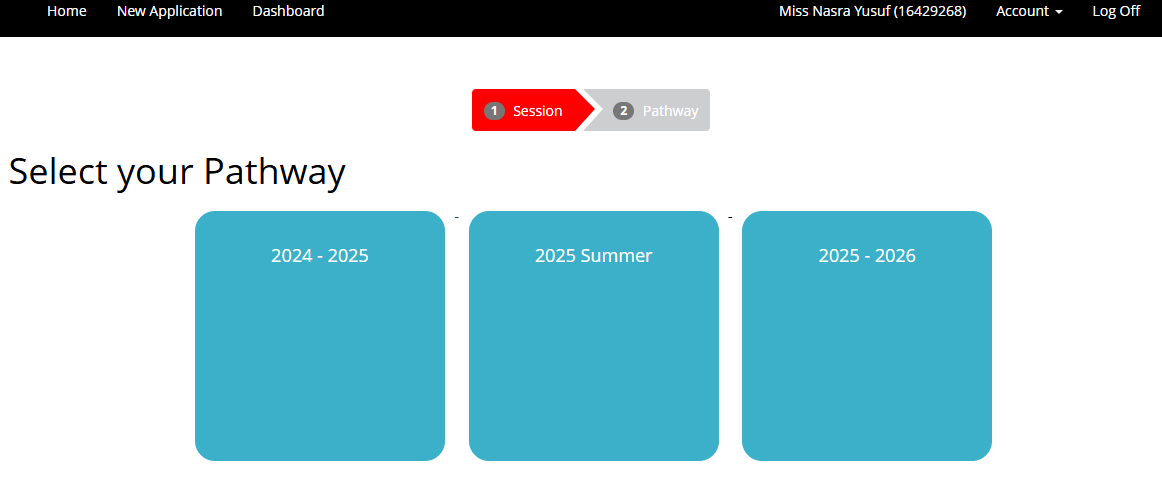 Home New Application Dashboard Miss Nasra Yusuf (16429268) Account Log Off
1 Session 2 Pathway
Select your Pathway
2024 - 2025 - 2025 Summer - 2025 - 2026